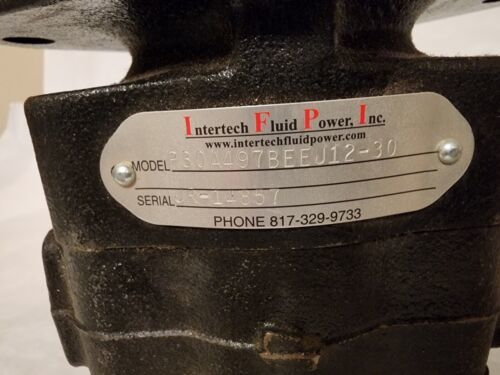 Intertech Fluid Power, Inc.
www.intertechfluidpower.com
MODEL P30A497BEEJ12-30
SERIAL
PHONE 817-329-9733